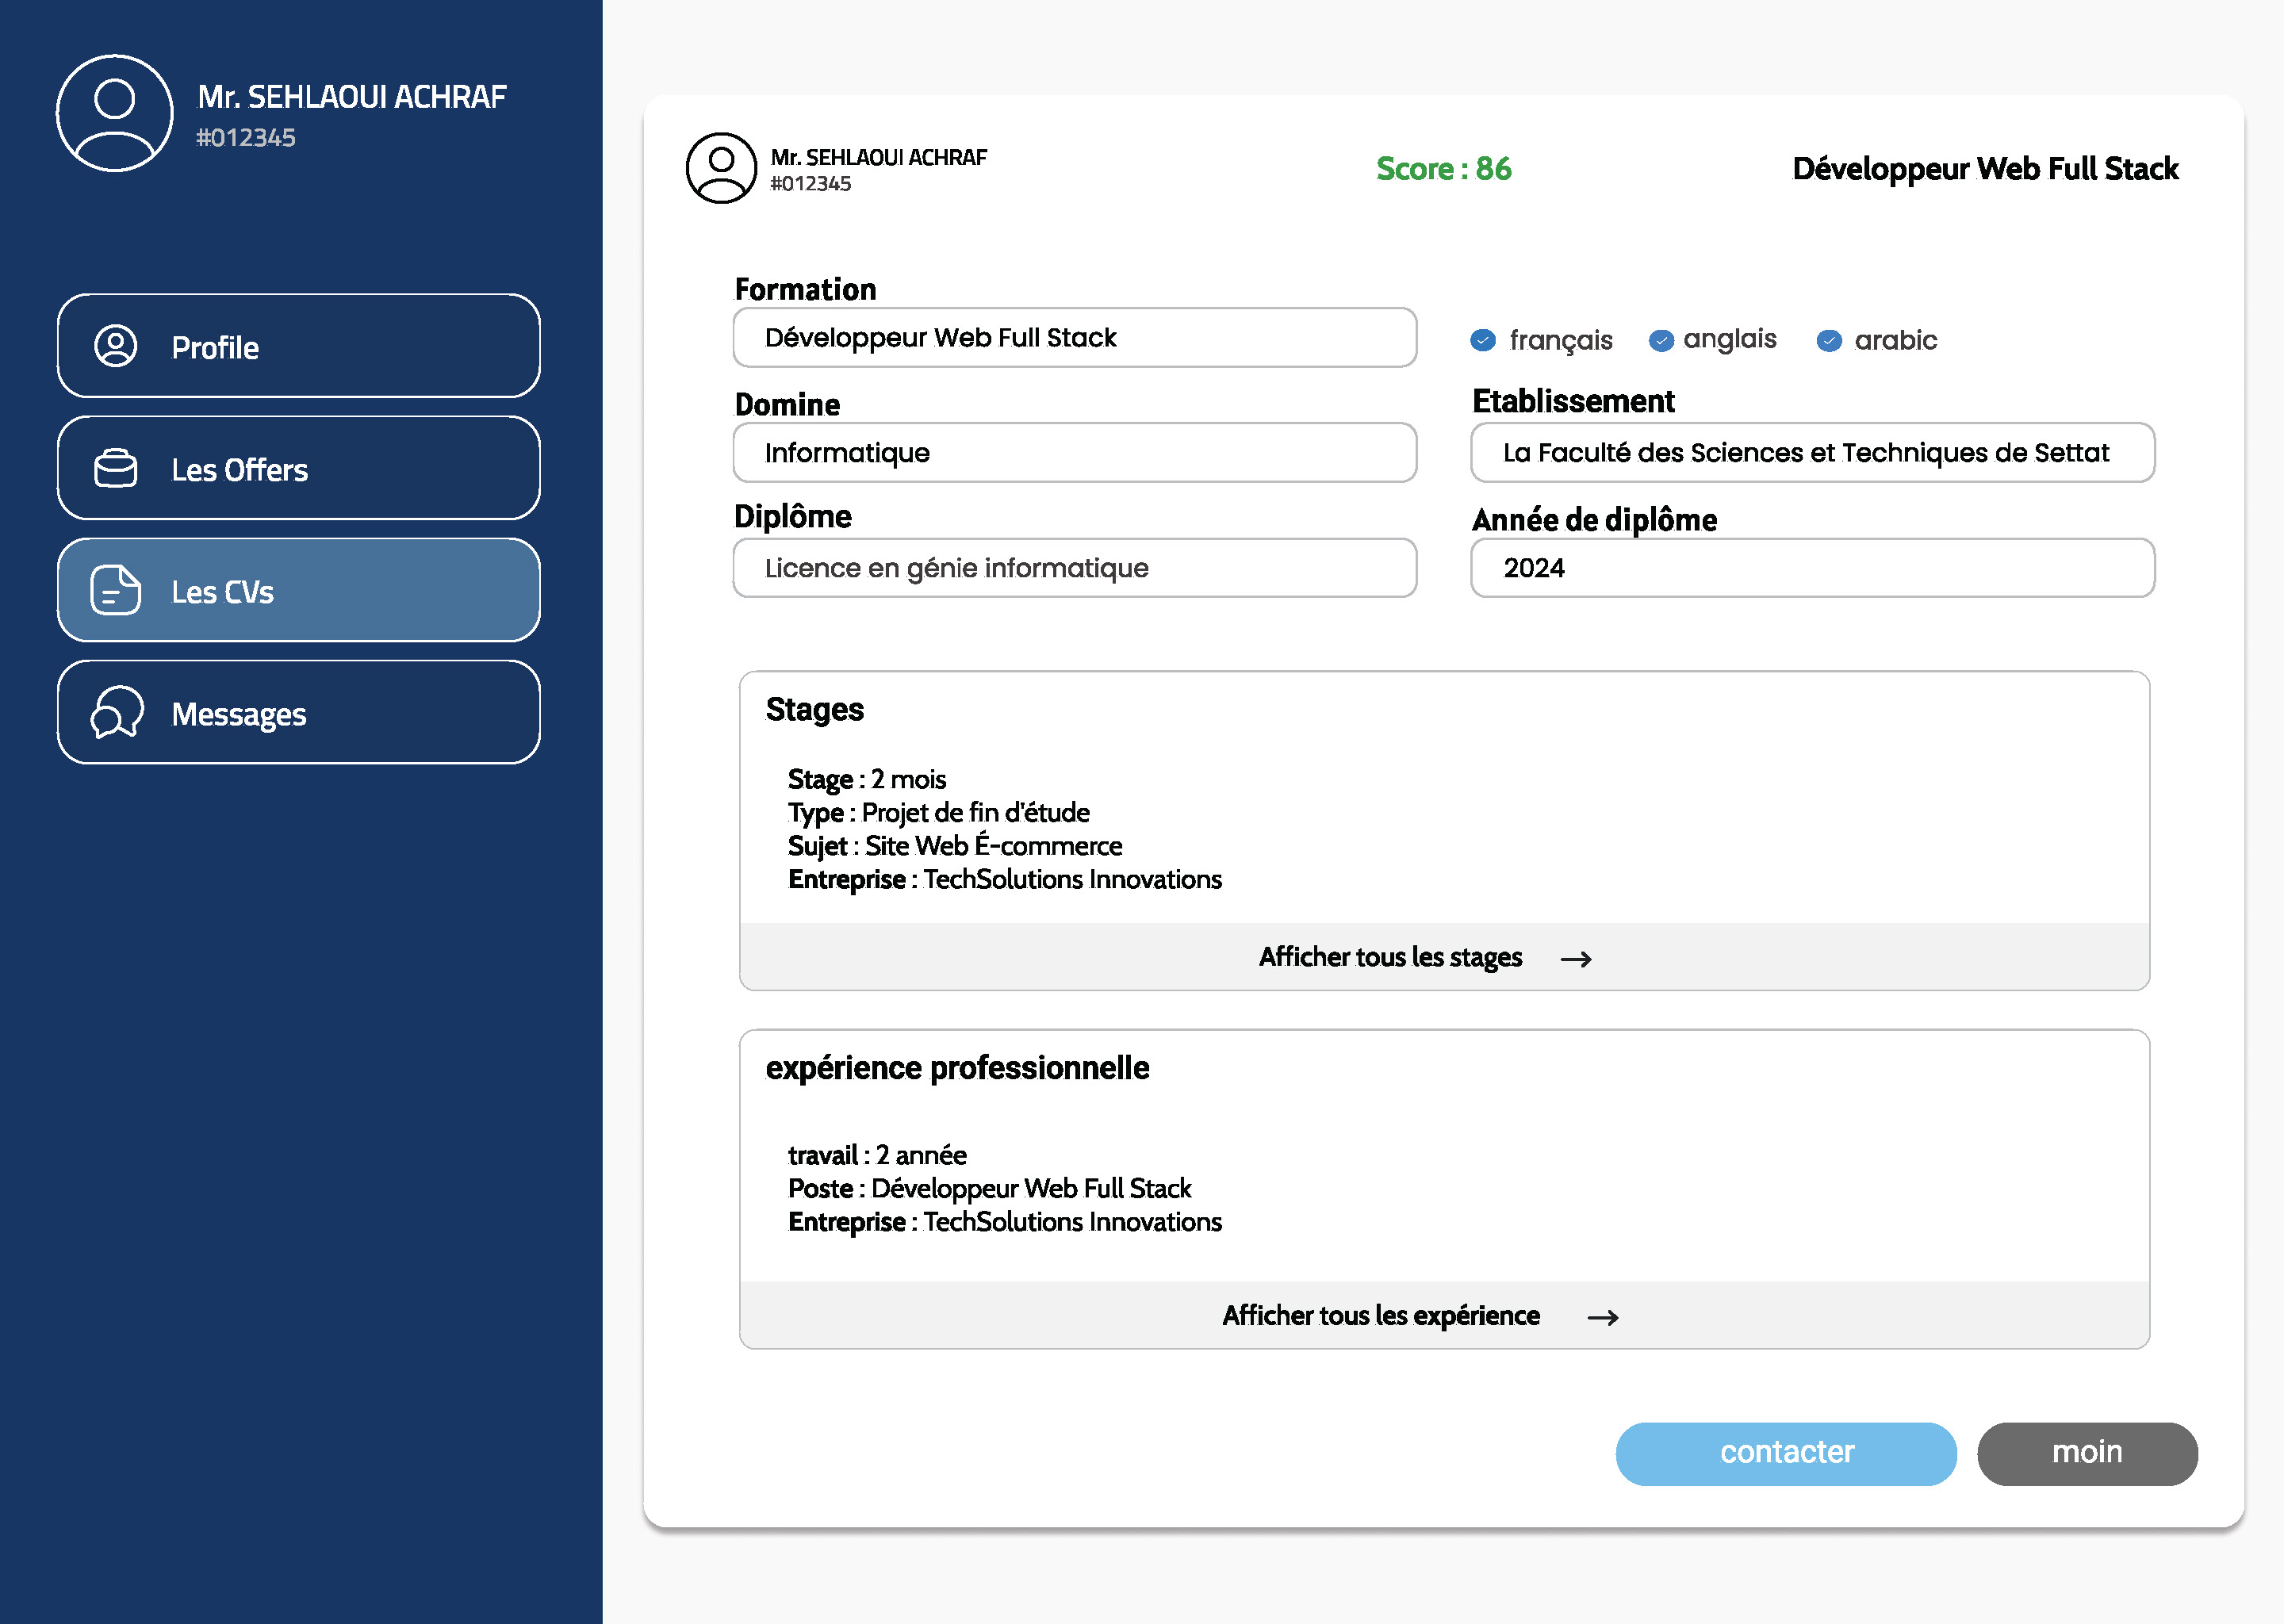 Mr. SEHLAOUI ACHRAF
#012345
Profile
Les Offers
Les CVs
Messages
Mr. SEHLAOUI ACHRAF
#012345
Score : 86
Développeur Web Full Stack
Formation
Développeur Web Full Stack
français anglais arabic
Domine
Informatique
Etablissement
La Faculté des Sciences et Techniques de Settat
Diplôme
Licence en génie informatique
Année de diplôme
2024
Stages
Stage : 2 mois
Type : Projet de fin d'étude
Sujet : Site Web É-commerce
Entreprise : TechSolutions Innovations
Afficher tous les stages →
expérience professionnelle
travail : 2 année
Poste : Développeur Web Full Stack
Entreprise : TechSolutions Innovations
Afficher tous les expérience →
contacter
moin